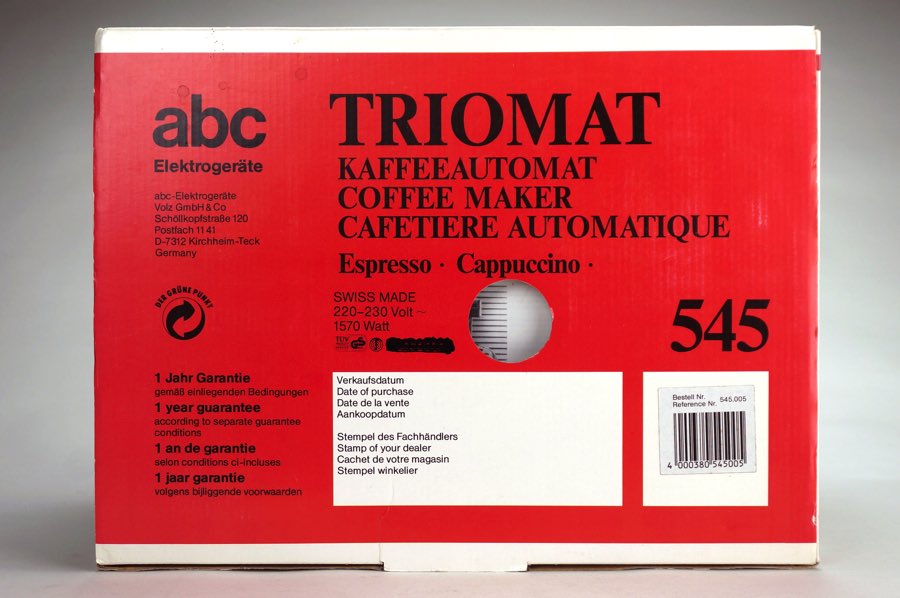 abc
Elektrogeräte
abc-Elektrogeräte
Volz GmbH & Co
Schöllkopfstraße 120
Postfach 11 41
D-7312 Kirchheim-Teck
Germany
DER GRÜNE PUNKT
TRIOMAT
KAFFEEAUTOMAT
COFFEE MAKER
CAFETIERE AUTOMATIQUE
Espresso · Cappuccino ·
SWISS MADE
220–230 Volt ~
1570 Watt
TÜV
GS
545
1 Jahr Garantie
gemäß einliegenden Bedingungen
1 year guarantee
according to separate guarantee
conditions
1 an de garantie
selon conditions ci-incluses
1 jaar garantie
volgens bijliggende voorwaarden
Verkaufsdatum
Date of purchase
Date de la vente
Aankoopdatum
Stempel des Fachhändlers
Stamp of your dealer
Cachet de votre magasin
Stempel winkelier
Bestell Nr.
Reference Nr. 545.005
4 000380 545005